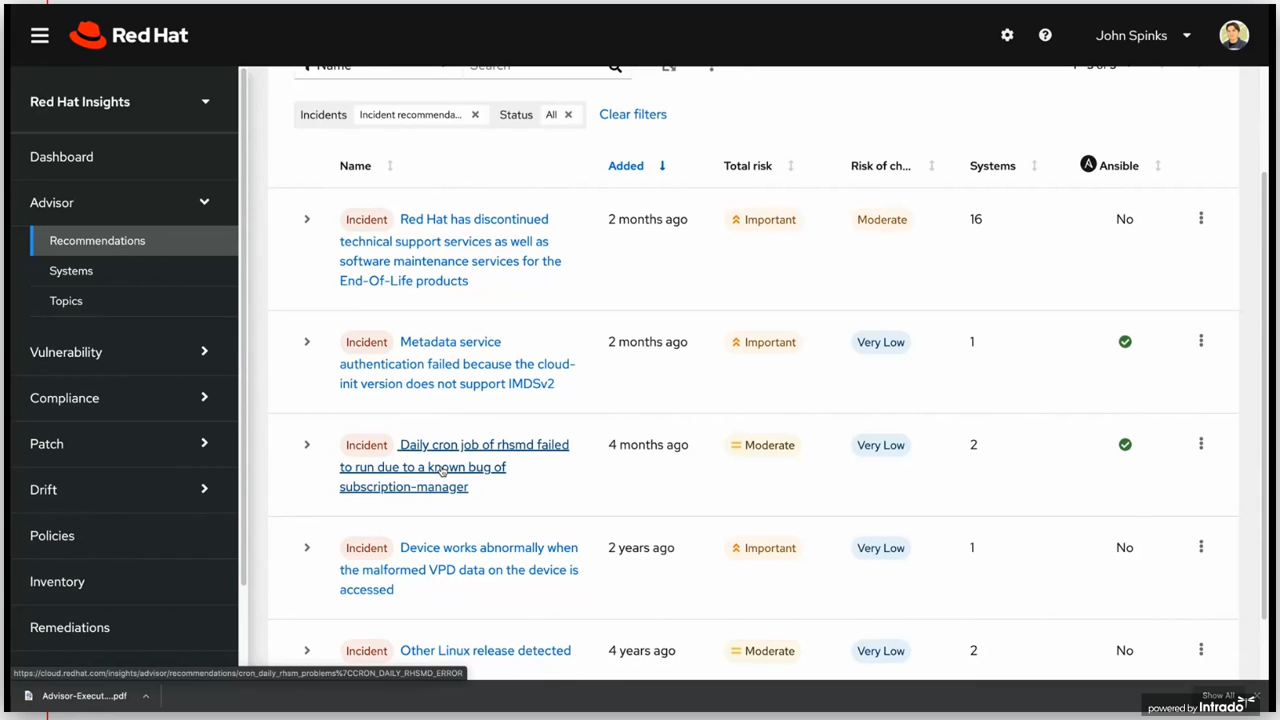 Red Hat
John Spinks
Red Hat Insights
Dashboard
Advisor
Recommendations
Systems
Topics
Vulnerability
Compliance
Patch
Drift
Policies
Inventory
Remediations
Name
Search
Incidents Incident recommenda... Status All Clear filters
Name Added Total risk Risk of ch... Systems Ansible
Incident Red Hat has discontinued 2 months ago Important Moderate 16 No
technical support services as well as
software maintenance services for the
End-Of-Life products
Incident Metadata service 2 months ago Important Very Low 1
authentication failed because the cloud-
init version does not support IMDSv2
Incident Daily cron job of rhsmd failed 4 months ago Moderate Very Low 2
to run due to a known bug of
subscription-manager
Incident Device works abnormally when 2 years ago Important Very Low 1 No
the malformed VPD data on the device is
accessed
Incident Other Linux release detected 4 years ago Moderate Very Low 2 No
https://cloud.redhat.com/insights/advisor/recommendations/cron_daily_rhsm_problems%7CCRON_DAILY_RHSMD_ERROR
Advisor-Execut....pdf
Show All
powered by Intrado